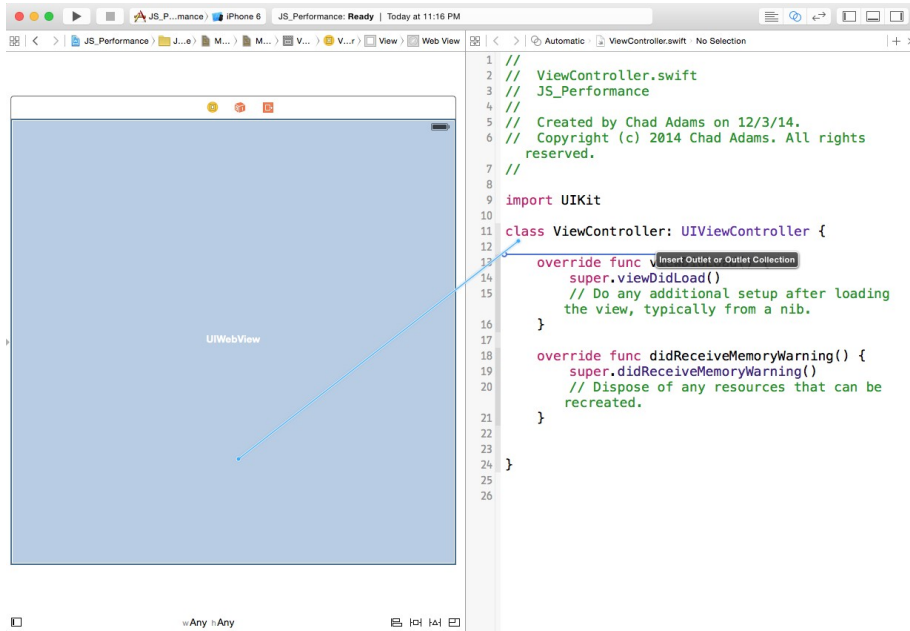 JS_P...mance iPhone 6 JS_Performance: Ready | Today at 11:16 PM
JS_Performance J...e M... M... V... V...r View Web View Automatic ViewController.swift No Selection
1 //
2 //  ViewController.swift
3 //  JS_Performance
4 //
5 //  Created by Chad Adams on 12/3/14.
6 //  Copyright (c) 2014 Chad Adams. All rights
reserved.
7 //
8
9 import UIKit
10
11 class ViewController: UIViewController {
12
13     override func v Insert Outlet or Outlet Collection {
14         super.viewDidLoad()
15         // Do any additional setup after loading
the view, typically from a nib.
16     }
17
18     override func didReceiveMemoryWarning() {
19         super.didReceiveMemoryWarning()
20         // Dispose of any resources that can be
recreated.
21     }
22
23
24 }
25
26
UIWebView
wAny hAny